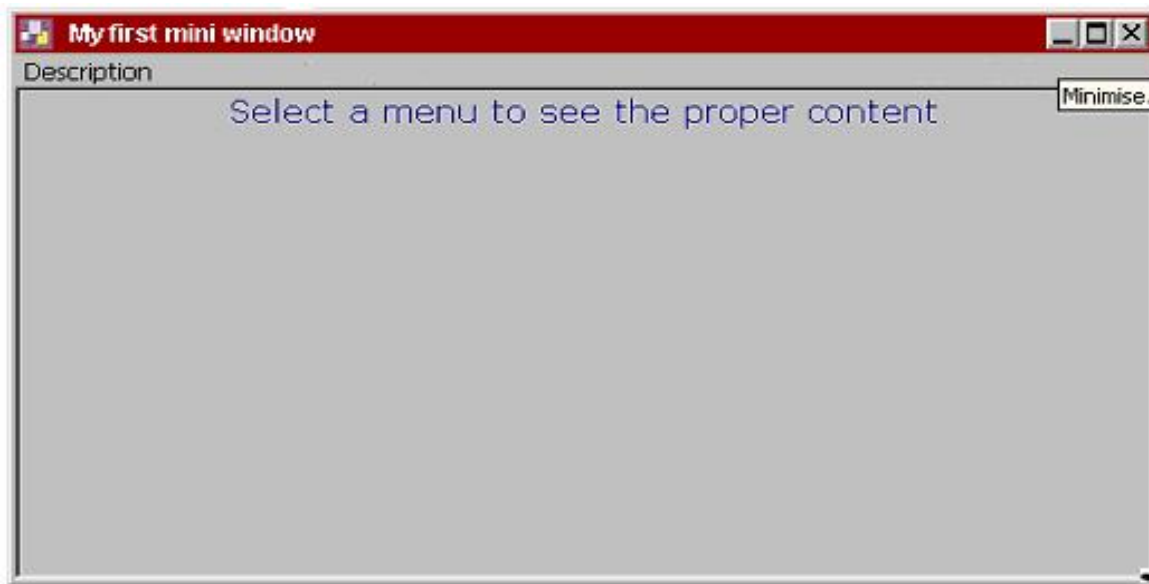 My first mini window
Description
Minimise.
Select a menu to see the proper content